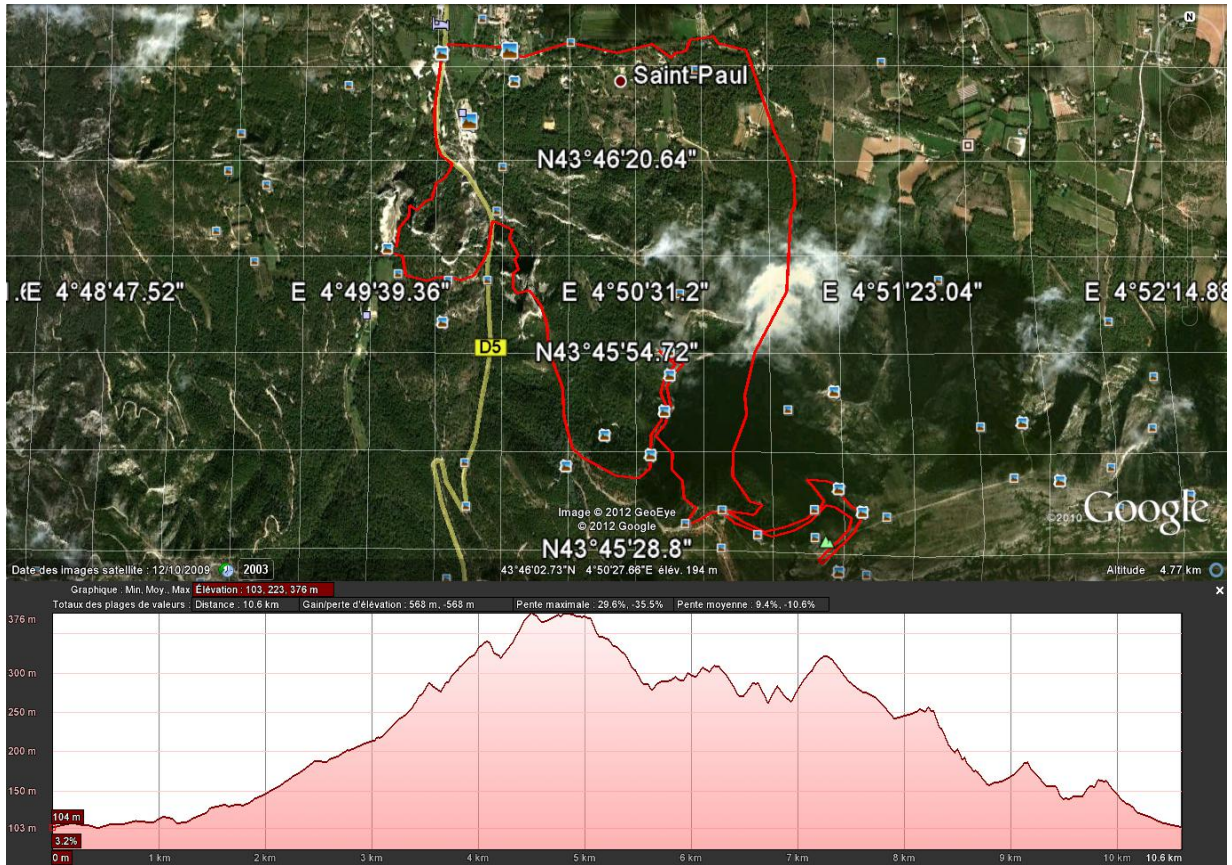 N
Saint-Paul
N43°46'20.64"
E 4°48'47.52"
E 4°49'39.36"
E 4°50'31.2"
E 4°51'23.04"
E 4°52'14.88
D5
N43°45'54.72"
Image © 2012 GeoEye
© 2012 Google
©2010 Google
N43°45'28.8"
Date des images satellite : 12/10/2009
2003
43°46'02.73"N 4°50'27.66"E élév. 194 m
Altitude 4.77 km
Graphique : Min, Moy., Max Élévation : 103, 223, 376 m
Totaux des plages de valeurs : Distance : 10.6 km Gain/perte d'élévation : 568 m, -568 m Pente maximale : 29.6%, -35.5% Pente moyenne : 9.4%, -10.6%
376 m
300 m
250 m
200 m
150 m
104 m
103 m
3.2%
0 m 1 km 2 km 3 km 4 km 5 km 6 km 7 km 8 km 9 km 10 km 10.6 km